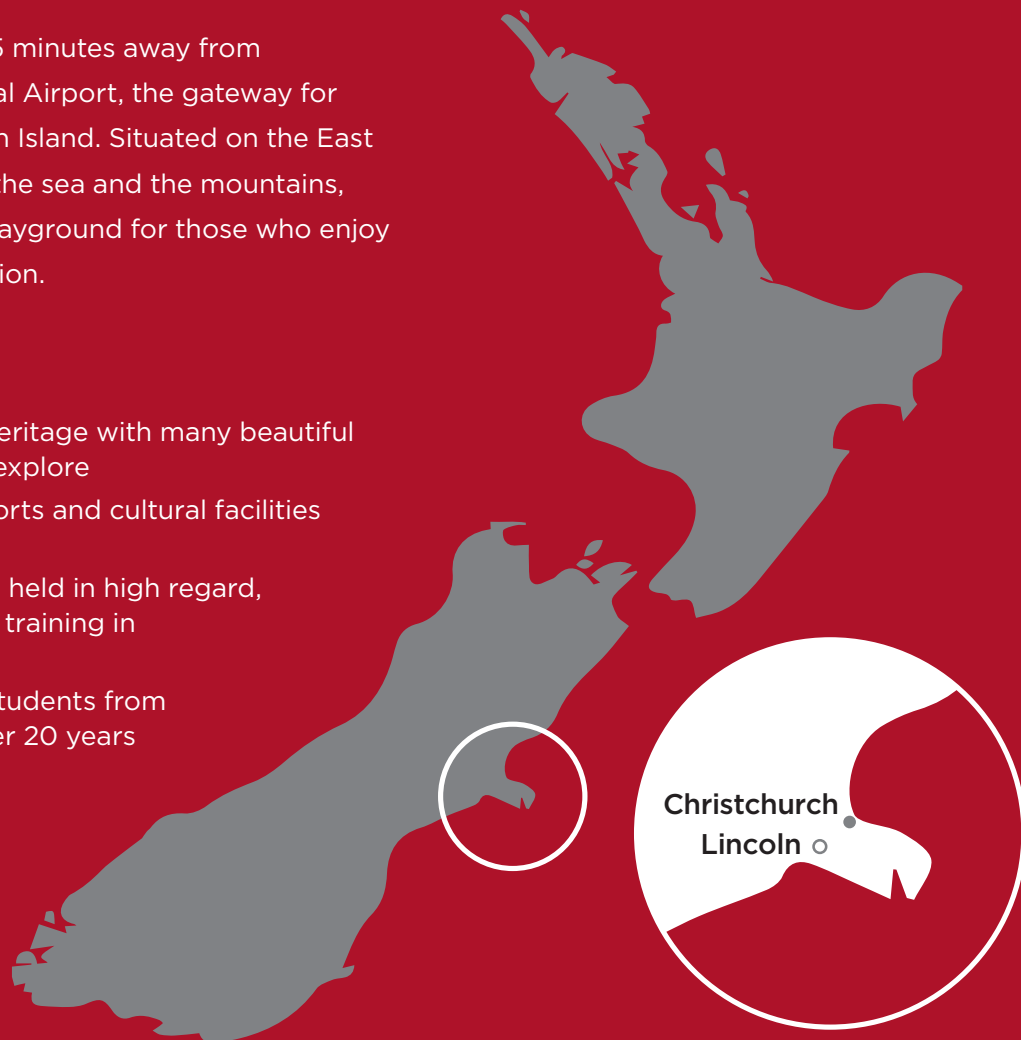 5 minutes away from
al Airport, the gateway for
h Island. Situated on the East
the sea and the mountains,
ayground for those who enjoy
ion.
eritage with many beautiful
explore
orts and cultural facilities
held in high regard,
training in
tudents from
er 20 years
Christchurch
Lincoln